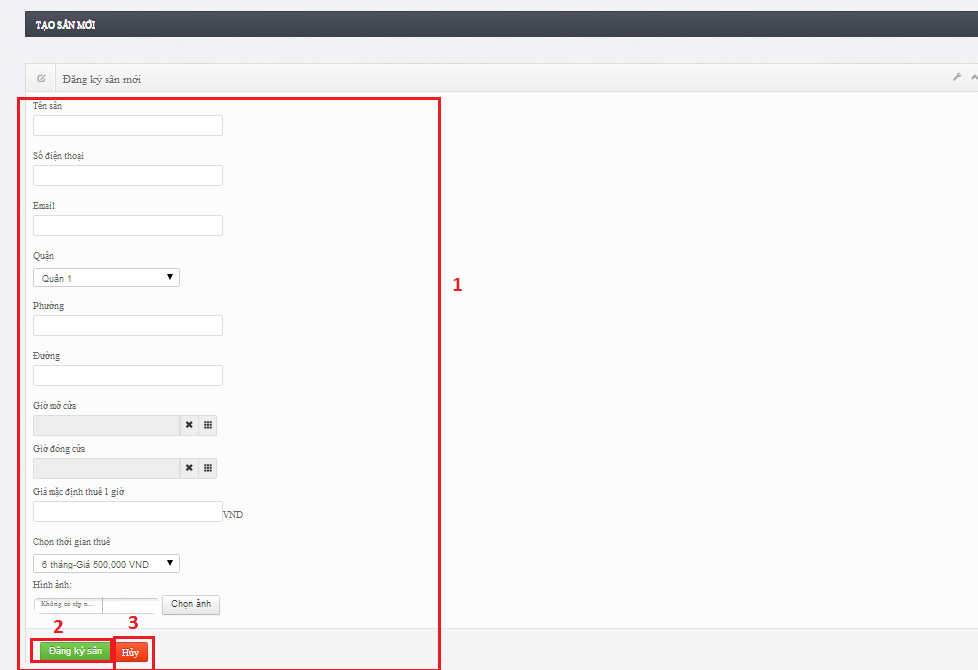 TẠO SÂN MỚI
Đăng ký sân mới
Tên sân
Số điện thoại
Email
Quận
Quận 1
1
Phường
Đường
Giờ mở cửa
Giờ đóng cửa
Giá mặc định thuê 1 giờ
VND
Chọn thời gian thuê
6 tháng-Giá 500,000 VND
Hình ảnh:
Không có tệp n... Chọn ảnh
2 3
Đăng ký sân Hủy